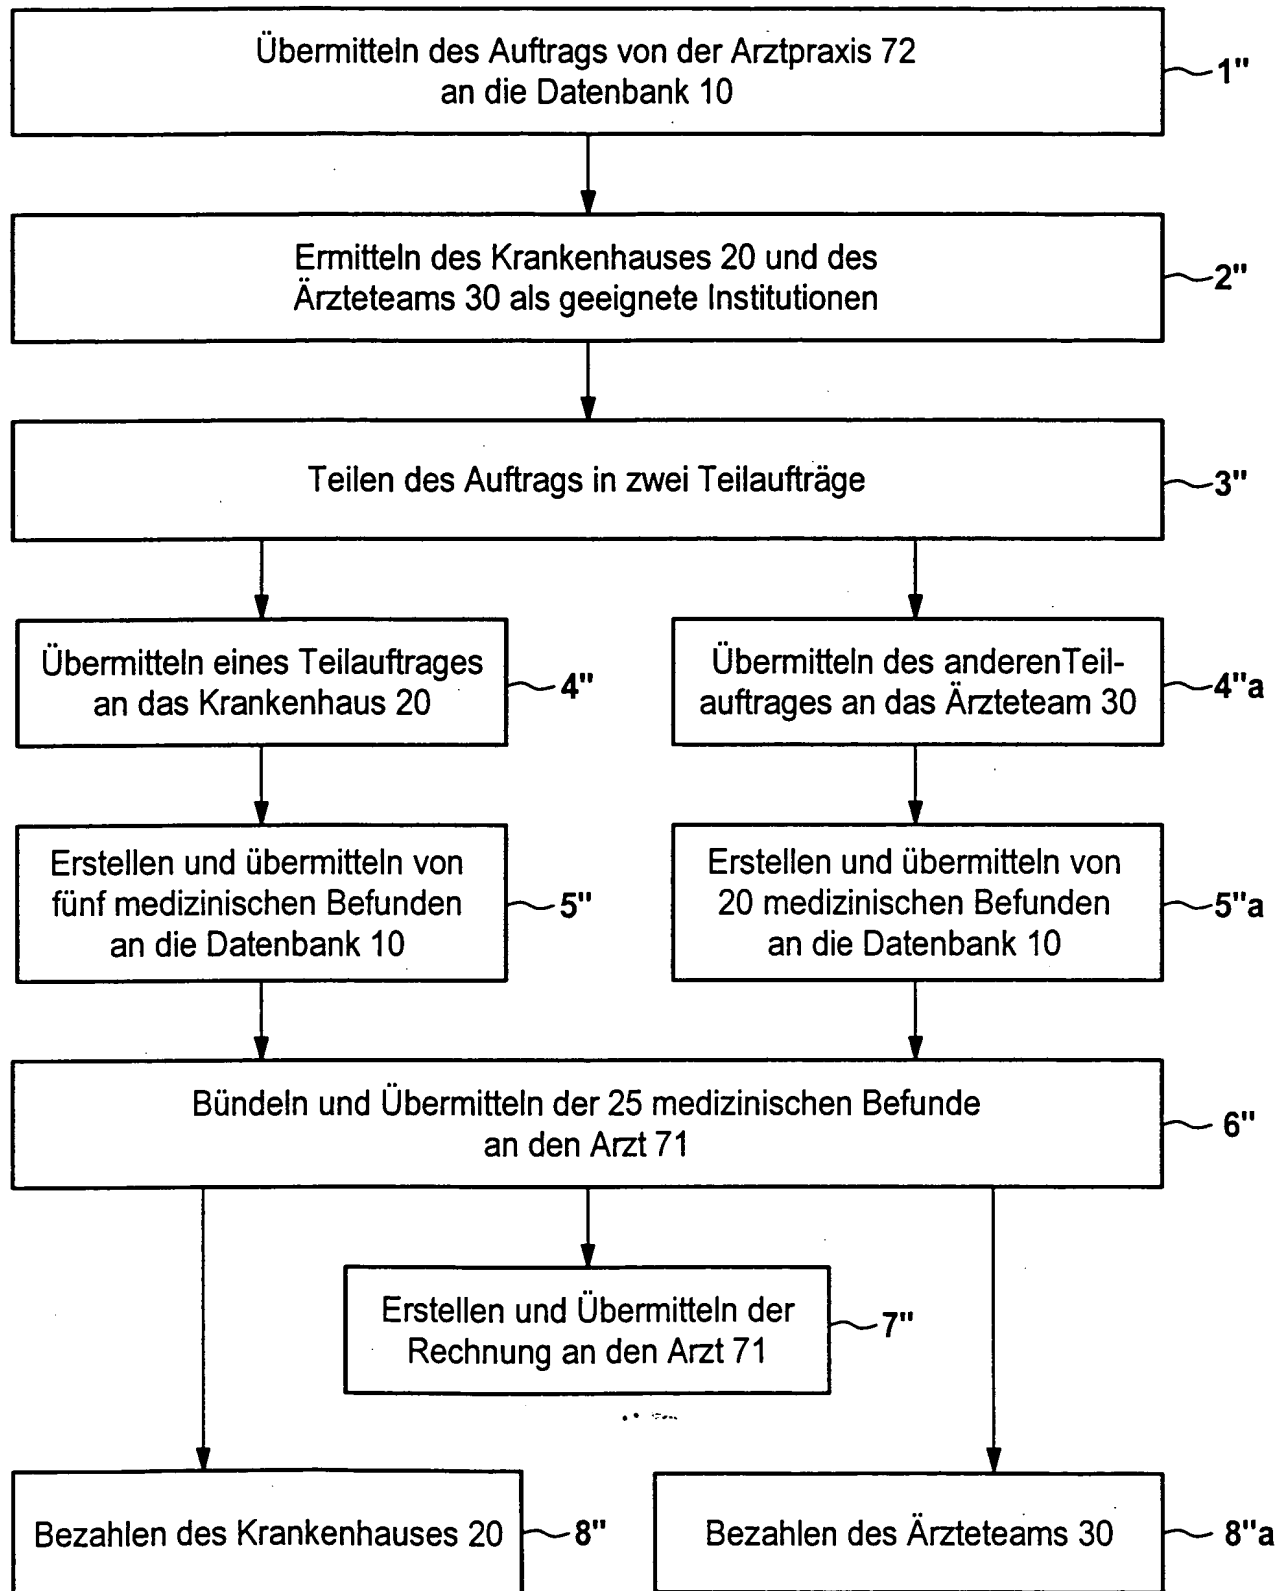 Übermitteln des Auftrags von der Arztpraxis 72
an die Datenbank 10
1"
Ermitteln des Krankenhauses 20 und des
Ärzteteams 30 als geeignete Institutionen
2"
Teilen des Auftrags in zwei Teilaufträge
3"
Übermitteln eines Teilauftrages
an das Krankenhaus 20
4"
Übermitteln des anderenTeil-
auftrages an das Ärzteteam 30
4"a
Erstellen und übermitteln von
fünf medizinischen Befunden
an die Datenbank 10
5"
Erstellen und übermitteln von
20 medizinischen Befunden
an die Datenbank 10
5"a
Bündeln und Übermitteln der 25 medizinischen Befunde
an den Arzt 71
6"
Erstellen und Übermitteln der
Rechnung an den Arzt 71
7"
Bezahlen des Krankenhauses 20
8"
Bezahlen des Ärzteteams 30
8"a